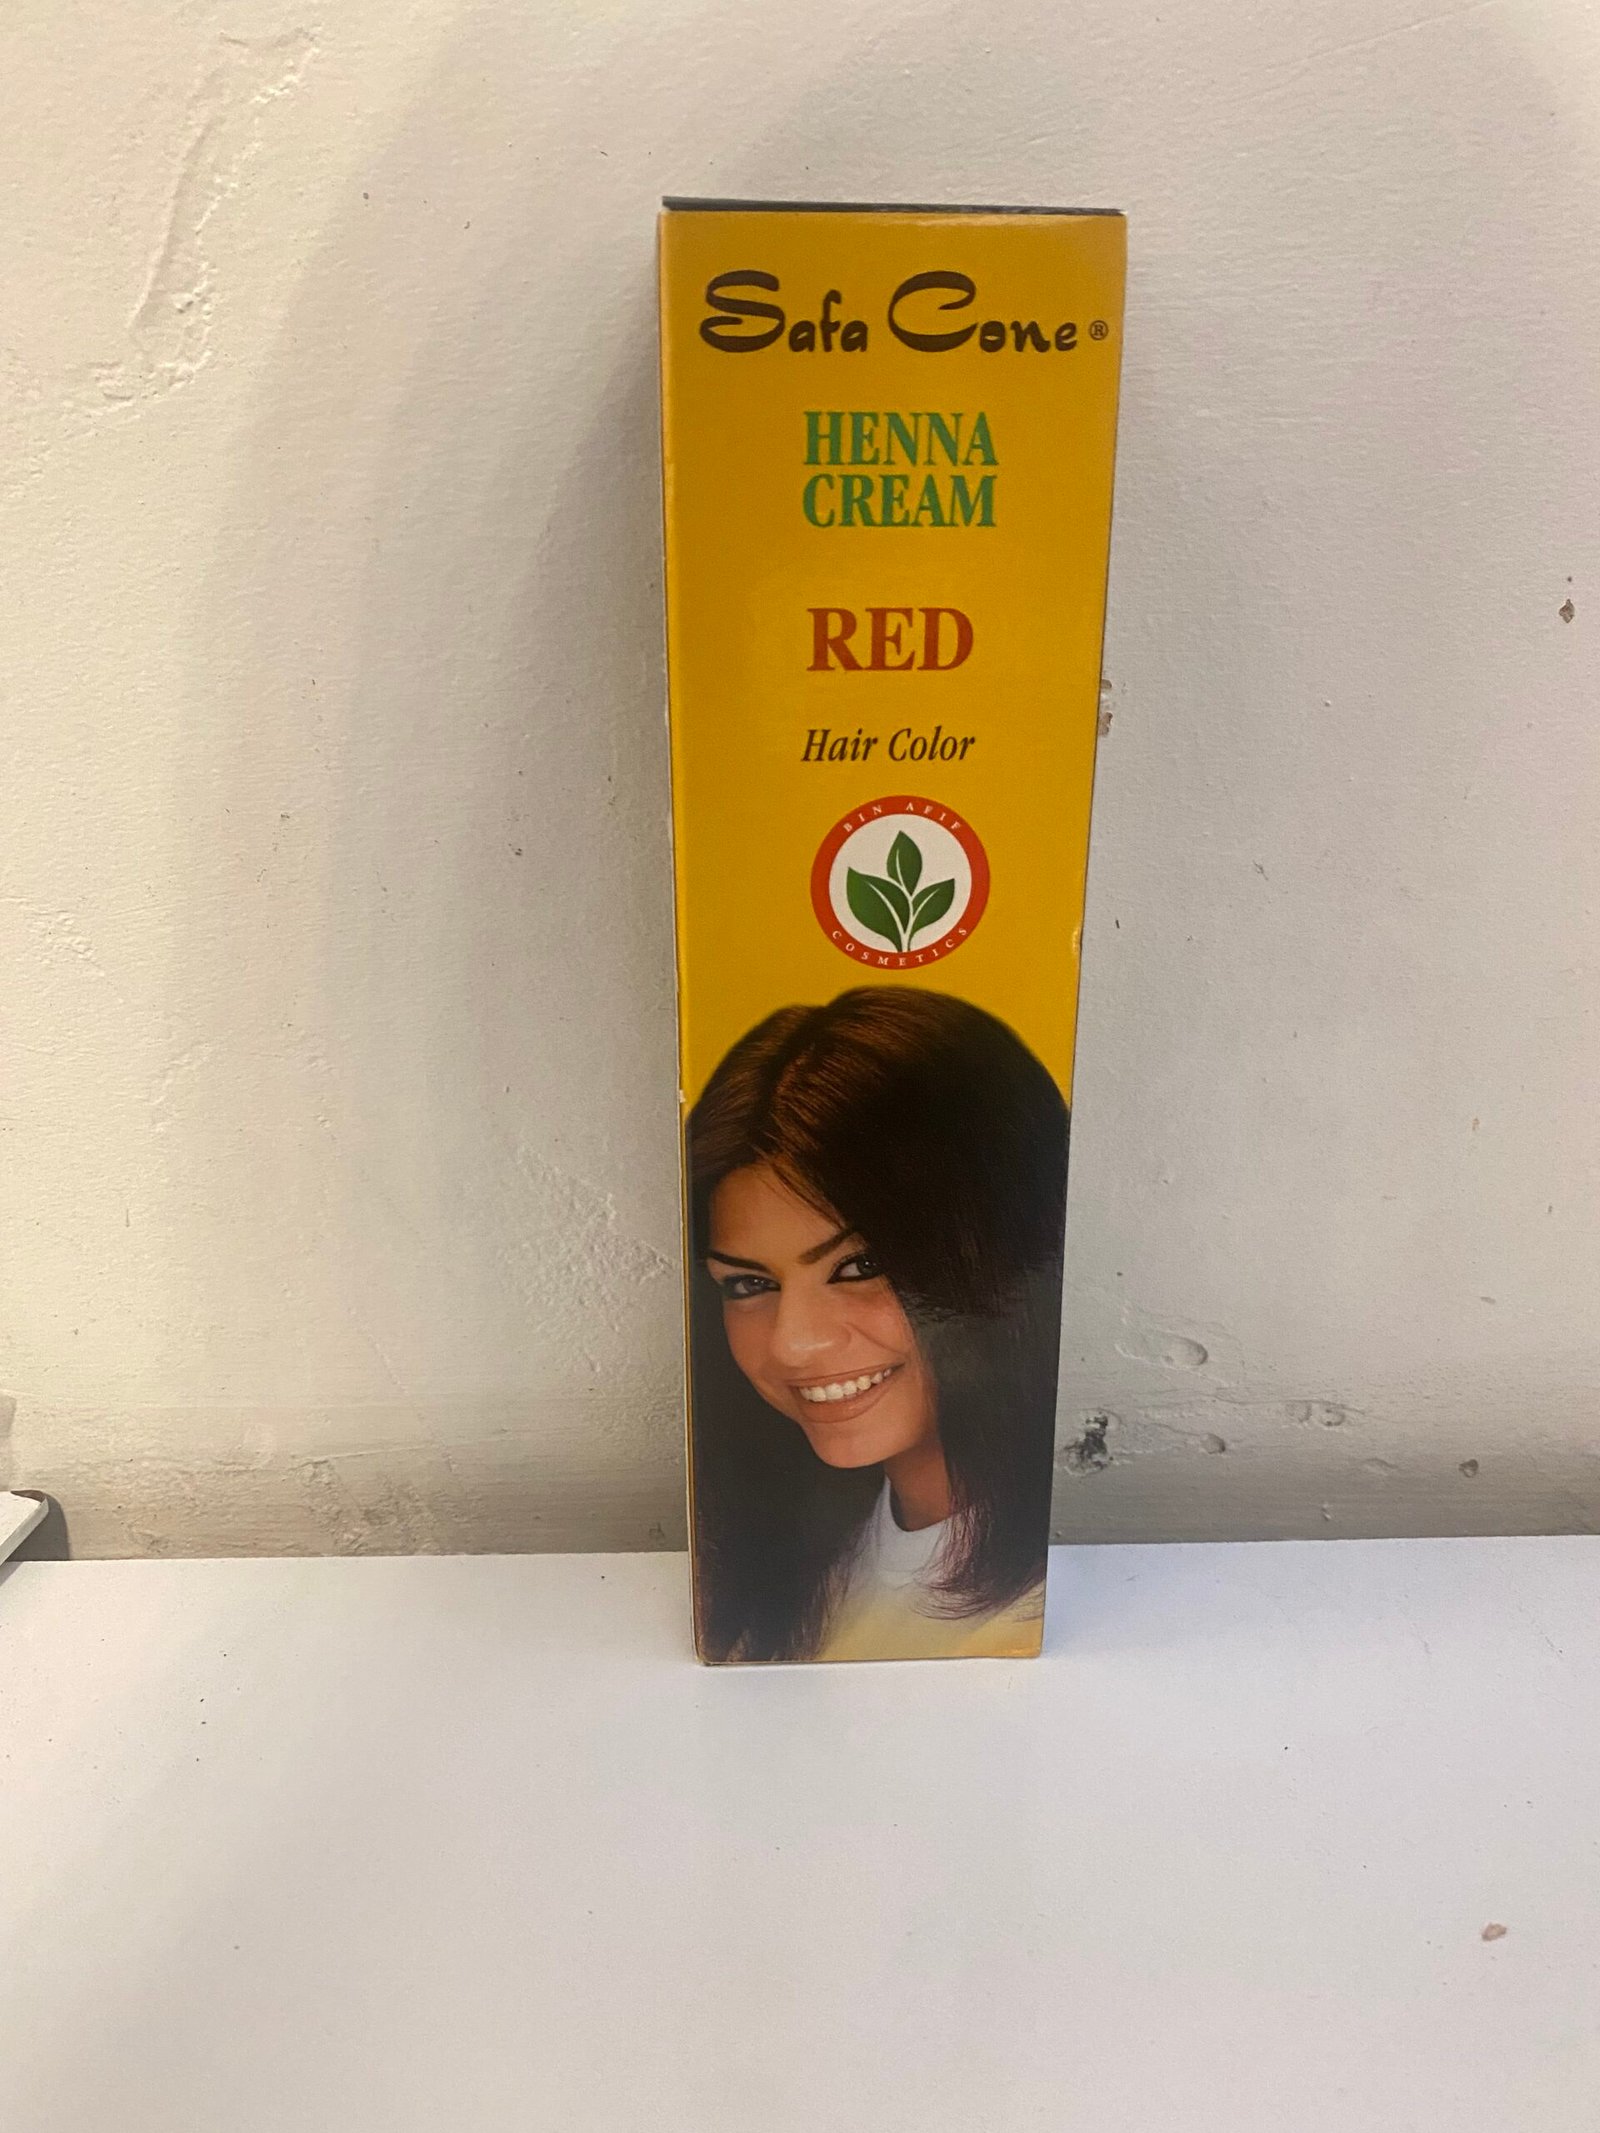 Safa Cone ®
HENNA
CREAM
RED
Hair Color
BIN AFIF
COSMETICS